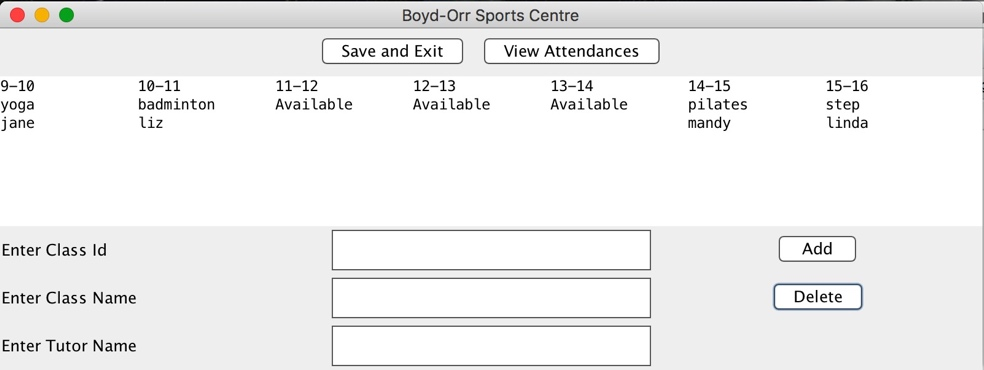 Boyd-Orr Sports Centre
Save and Exit View Attendances
9-10 10-11 11-12 12-13 13-14 14-15 15-16
yoga badminton Available Available Available pilates step
jane liz mandy linda
Enter Class Id Add
Enter Class Name Delete
Enter Tutor Name